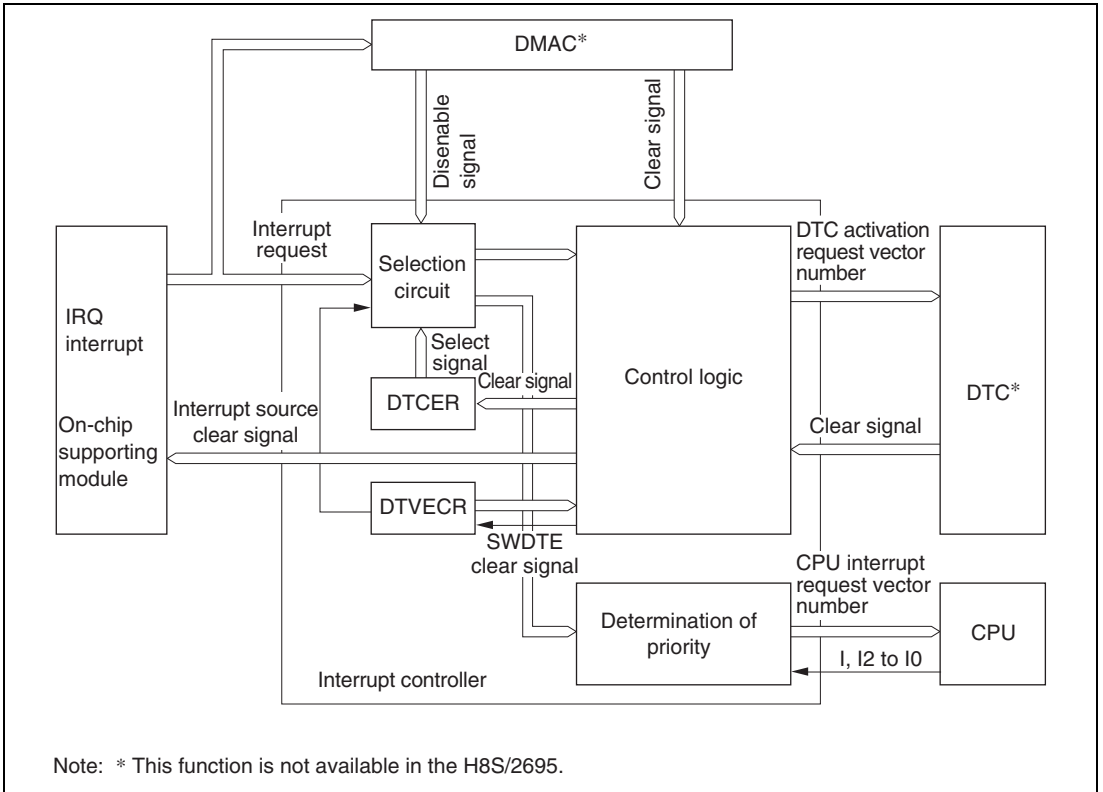 DMAC*
Disenable
signal
Clear signal
Interrupt
request
Selection
circuit
DTC activation
request vector
number
IRQ
interrupt
Select
signal
Control logic
Clear signal
DTCER
DTC*
Interrupt source
clear signal
On-chip
supporting
module
Clear signal
DTVECR
SWDTE
clear signal
CPU interrupt
request vector
number
Determination of
priority
CPU
I, I2 to I0
Interrupt controller
Note: * This function is not available in the H8S/2695.